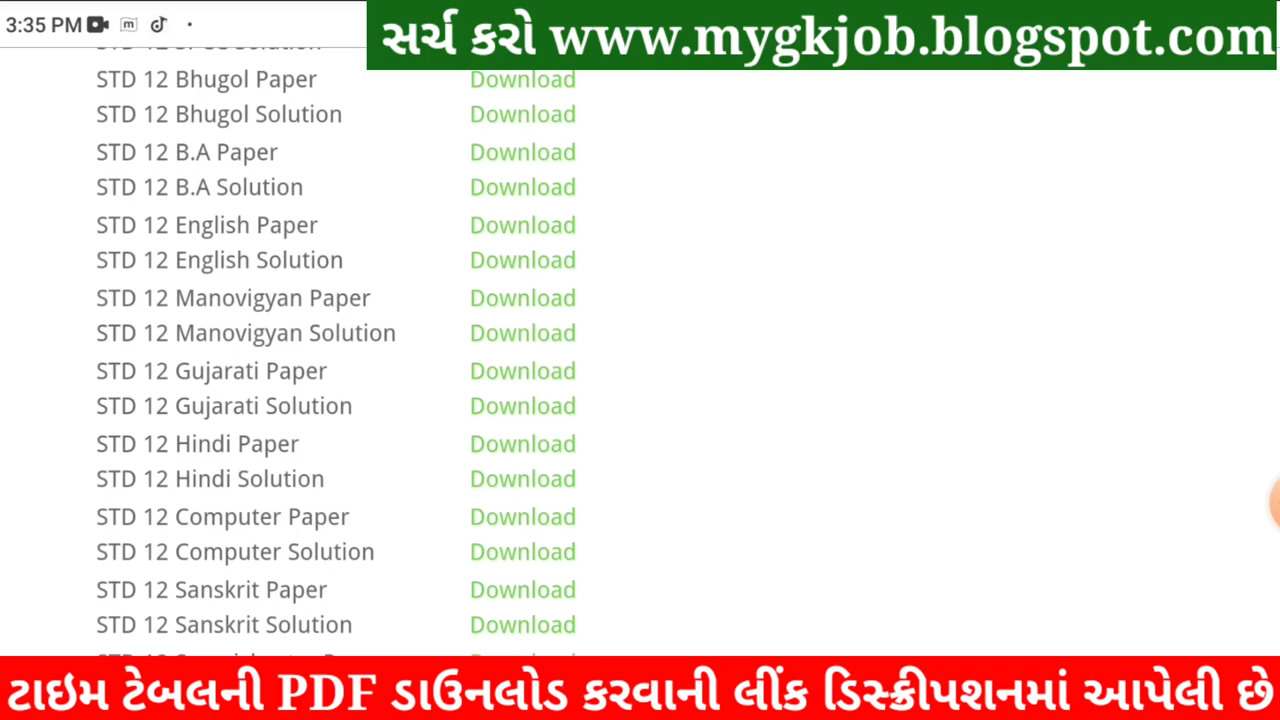 3:35 PM
સર્ચ કરો www.mygkjob.blogspot.com
STD 12 Bhugol Paper Download
STD 12 Bhugol Solution Download
STD 12 B.A Paper Download
STD 12 B.A Solution Download
STD 12 English Paper Download
STD 12 English Solution Download
STD 12 Manovigyan Paper Download
STD 12 Manovigyan Solution Download
STD 12 Gujarati Paper Download
STD 12 Gujarati Solution Download
STD 12 Hindi Paper Download
STD 12 Hindi Solution Download
STD 12 Computer Paper Download
STD 12 Computer Solution Download
STD 12 Sanskrit Paper Download
STD 12 Sanskrit Solution Download
ટાઇમ ટેબલની PDF ડાઉનલોડ કરવાની લીંક ડિસ્ક્રીપશનમાં આપેલી છે